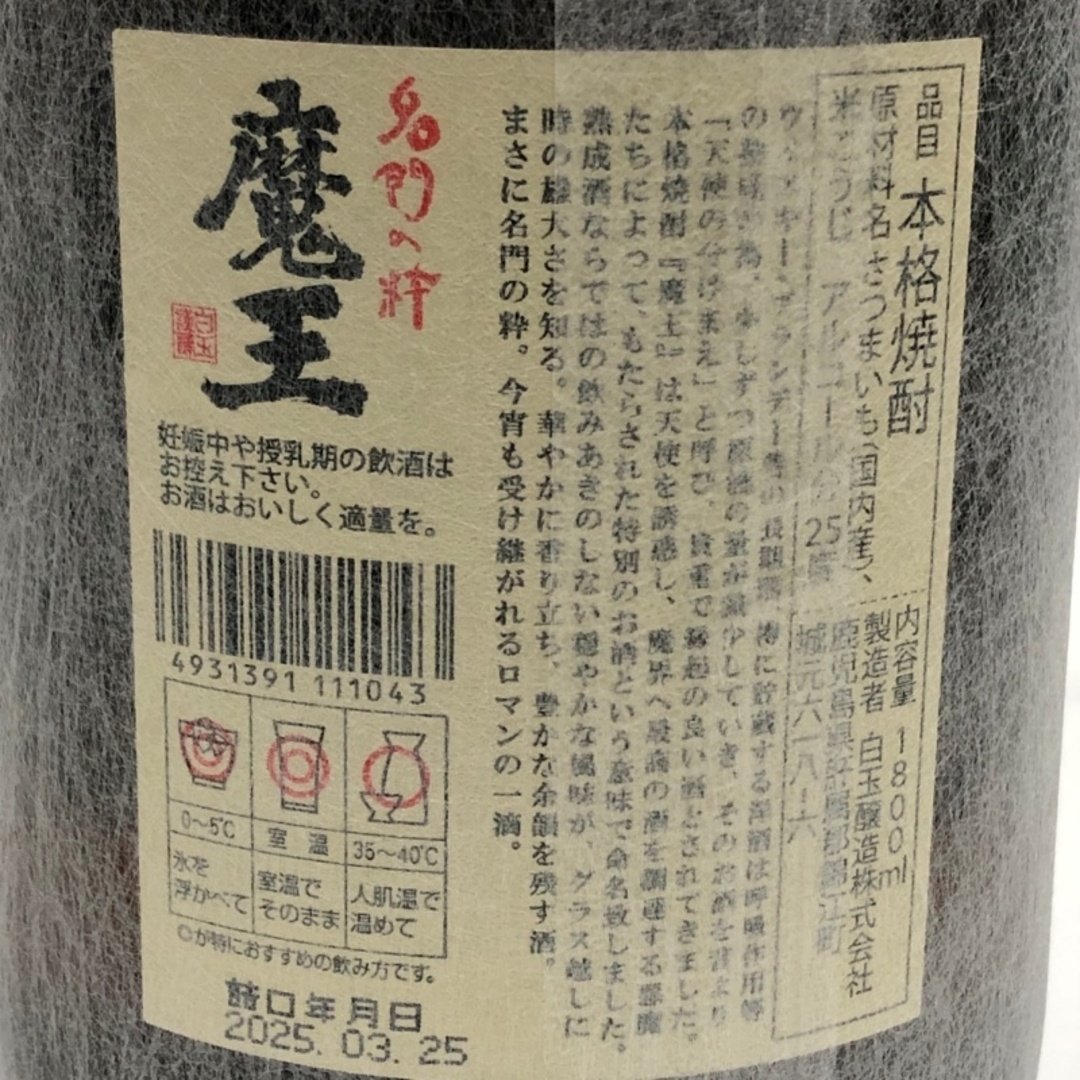 品目 本格焼酎
原材料名 さつまいも(国内産)、
米こうじ アルコール分 25度
内容量 1800ml
製造者 白玉醸造株式会社
鹿児島県肝属郡錦江町
城元六一八-六
ウイスキー・ブランデー等の長期樽に貯蔵する洋酒は呼吸作用等
の為、少しずつ原酒の量が減少していき、そのお酒を昔より
「天使の分け前」と呼び、貴重で縁起の良い酒とされてきました。
本格焼酎『魔王』は天使を誘惑し、魔界へ最高の酒を調達する悪魔
たちによって、もたらされた特別のお酒という意味で命名致しました。
熟成酒ならではの飲みあきのしない穏やかな風味が、グラス越しに
時の雄大さを知る。華やかに香り立ち、豊かな余韻を残す酒。
まさに名門の粋。今宵も受け継がれるロマンの一滴。
名門の粋
魔王
白玉
妊娠中や授乳期の飲酒は
お控え下さい。
お酒はおいしく適量を。
4931391 111043
0～5℃
室温
35～40℃
氷を
浮かべて
室温で
そのまま
人肌温で
温めて
◎が特におすすめの飲み方です。
詰口年月日
2025. 03. 25